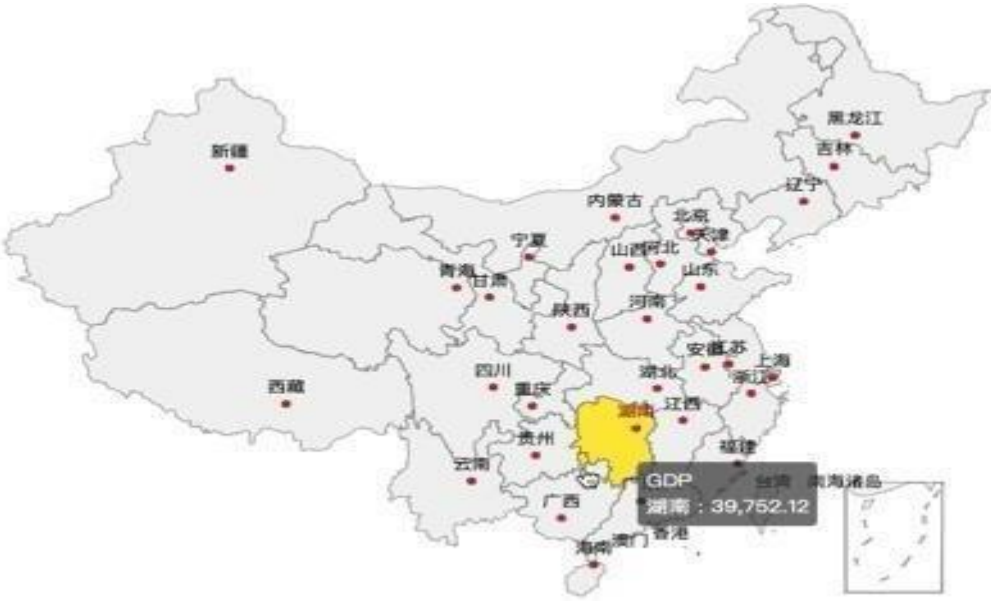 黑龙江
吉林
新疆
辽宁
内蒙古
北京
天津
宁夏
山西
河北
青海
甘肃
山东
陕西
河南
安徽
江苏
上海
四川
湖北
浙江
西藏
重庆
湖南
江西
贵州
福建
云南
GDP
湖南：39,752.12
台湾
南海诸岛
广西
海南
澳门
香港